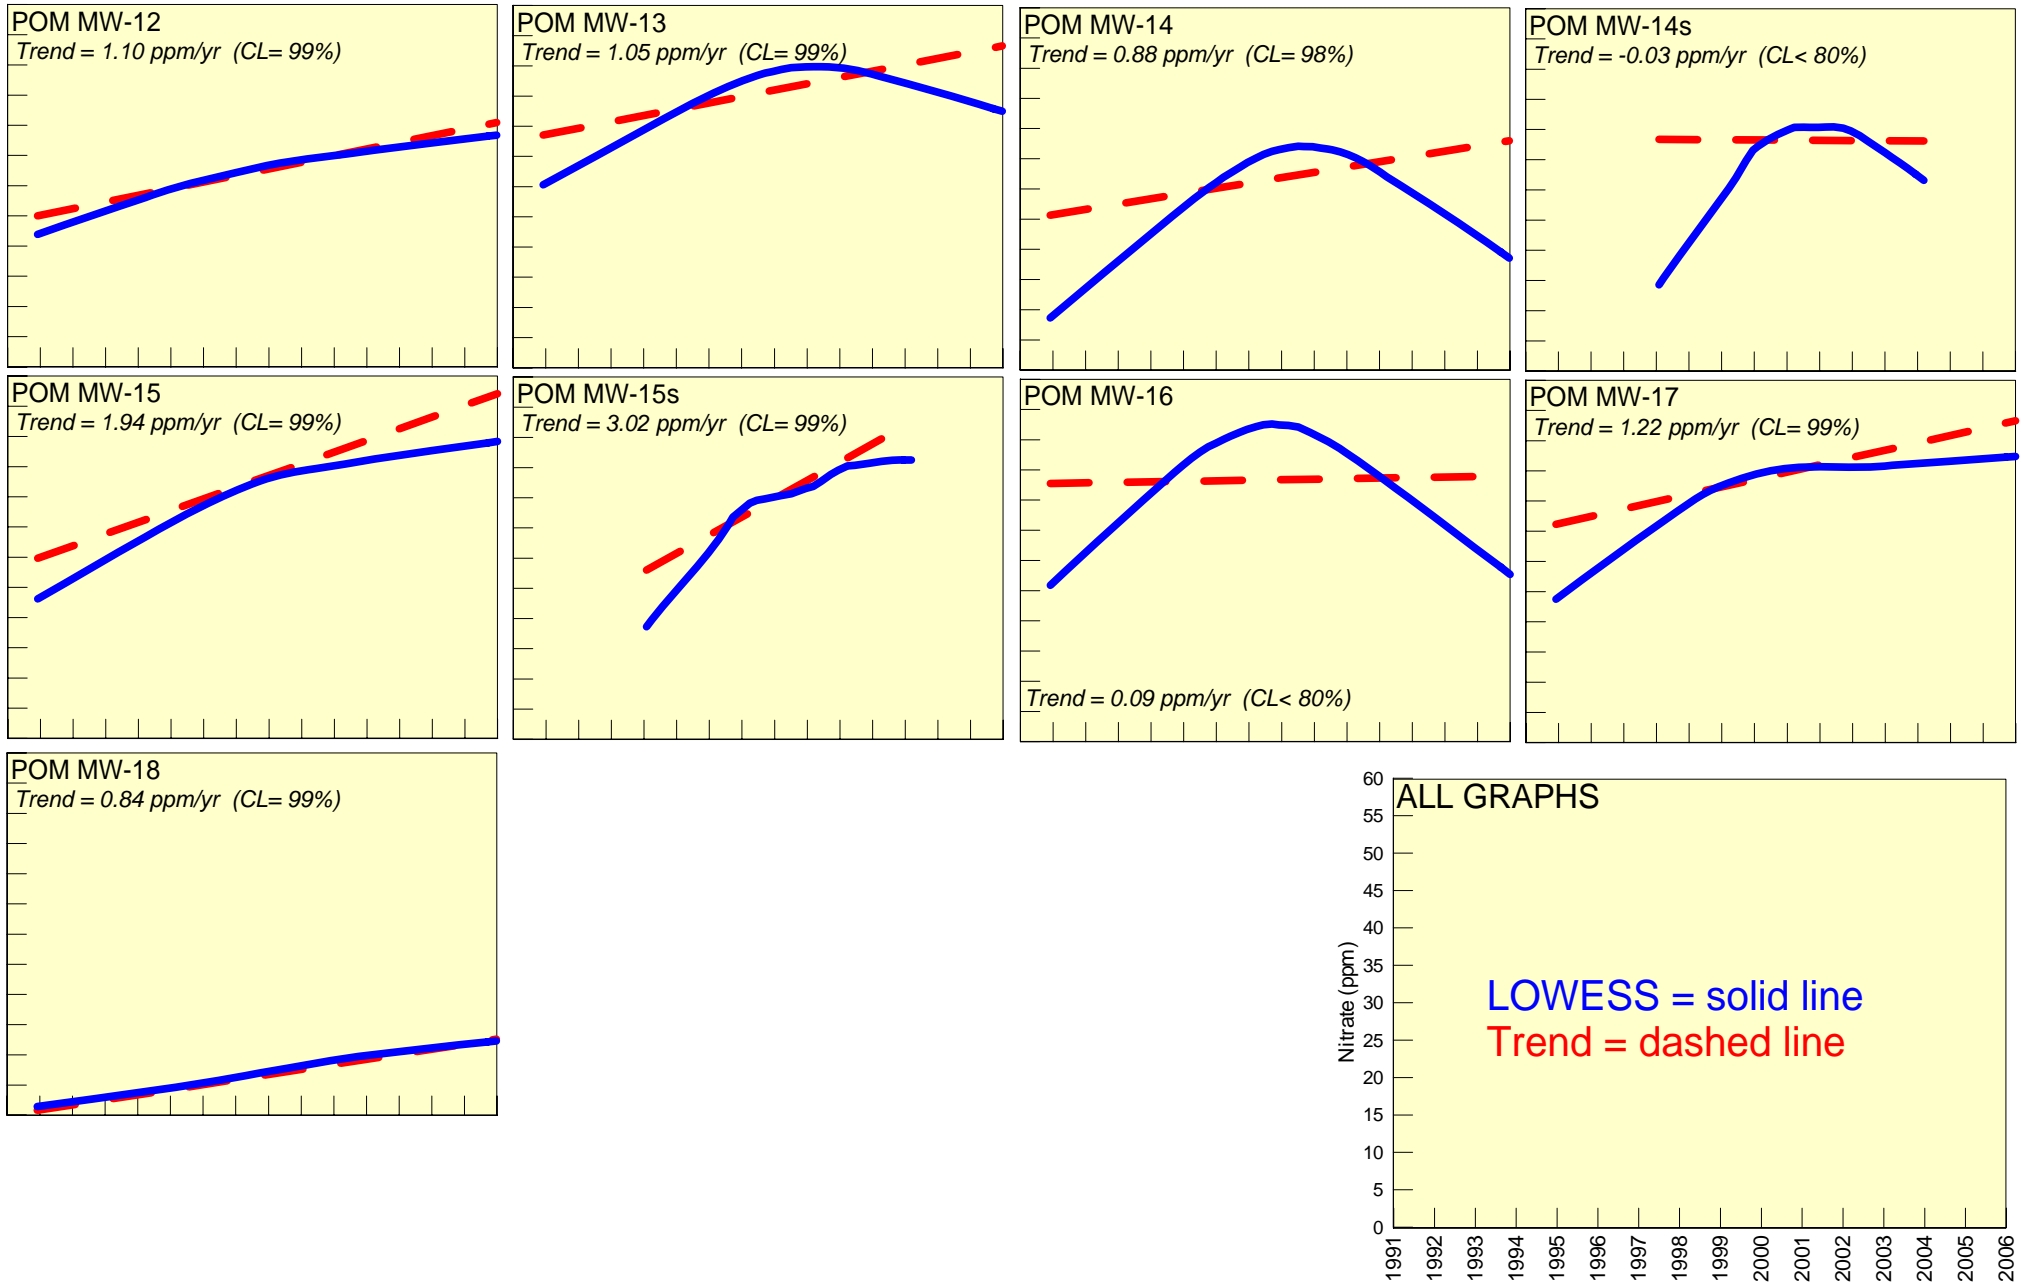 POM MW-12
Trend = 1.10 ppm/yr (CL= 99%)
POM MW-13
Trend = 1.05 ppm/yr (CL= 99%)
POM MW-14
Trend = 0.88 ppm/yr (CL= 98%)
POM MW-14s
Trend = -0.03 ppm/yr (CL< 80%)
POM MW-15
Trend = 1.94 ppm/yr (CL= 99%)
POM MW-15s
Trend = 3.02 ppm/yr (CL= 99%)
POM MW-16
Trend = 0.09 ppm/yr (CL< 80%)
POM MW-17
Trend = 1.22 ppm/yr (CL= 99%)
POM MW-18
Trend = 0.84 ppm/yr (CL= 99%)
ALL GRAPHS
60
55
50
45
40
35
30
25
20
15
10
5
0
Nitrate (ppm)
LOWESS = solid line
Trend = dashed line
1991
1992
1993
1994
1995
1996
1997
1998
1999
2000
2001
2002
2003
2004
2005
2006